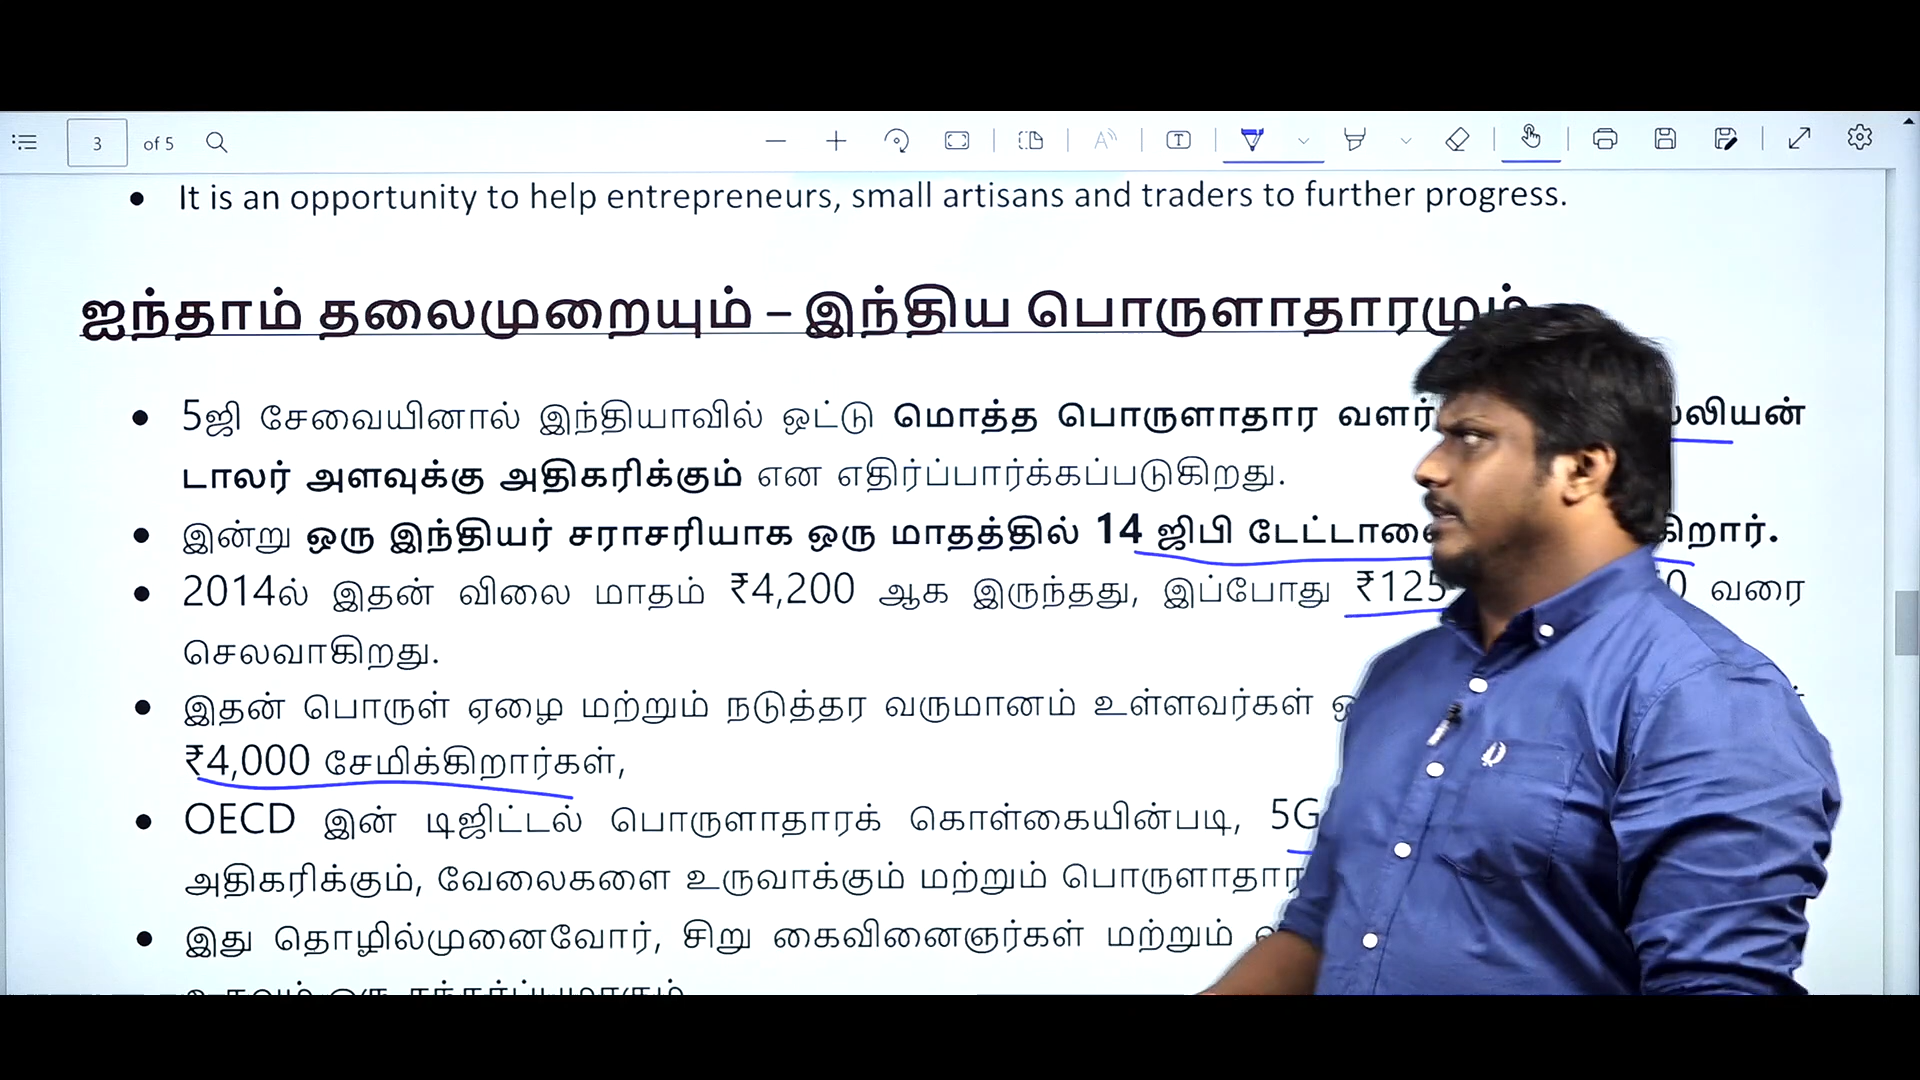 3 of 5
• It is an opportunity to help entrepreneurs, small artisans and traders to further progress.
ஐந்தாம் தலைமுறையும் – இந்திய பொருளாதாரமும்
• 5ஜி சேவையினால் இந்தியாவில் ஒட்டு மொத்த பொருளாதார
டாலர் அளவுக்கு அதிகரிக்கும் என எதிர்ப்பார்க்கப்படுகிறது.
• இன்று ஒரு இந்தியர் சராசரியாக ஒரு மாதத்தில் 14 ஜிபி
• 2014ல் இதன் விலை மாதம் ₹4,200 ஆக இருந்தது, இப்போது ₹125 வரை
செலவாகிறது.
• இதன் பொருள் ஏழை மற்றும் நடுத்தர வருமானம் உள்ளவர்கள்
₹4,000 சேமிக்கிறார்கள்,
• OECD இன் டிஜிட்டல் பொருளாதாரக் கொள்கையின்படி, 5G
அதிகரிக்கும், வேலைகளை உருவாக்கும் மற்றும்
• இது தொழில்முனைவோர், சிறு கைவினைஞர்கள் மற்றும்